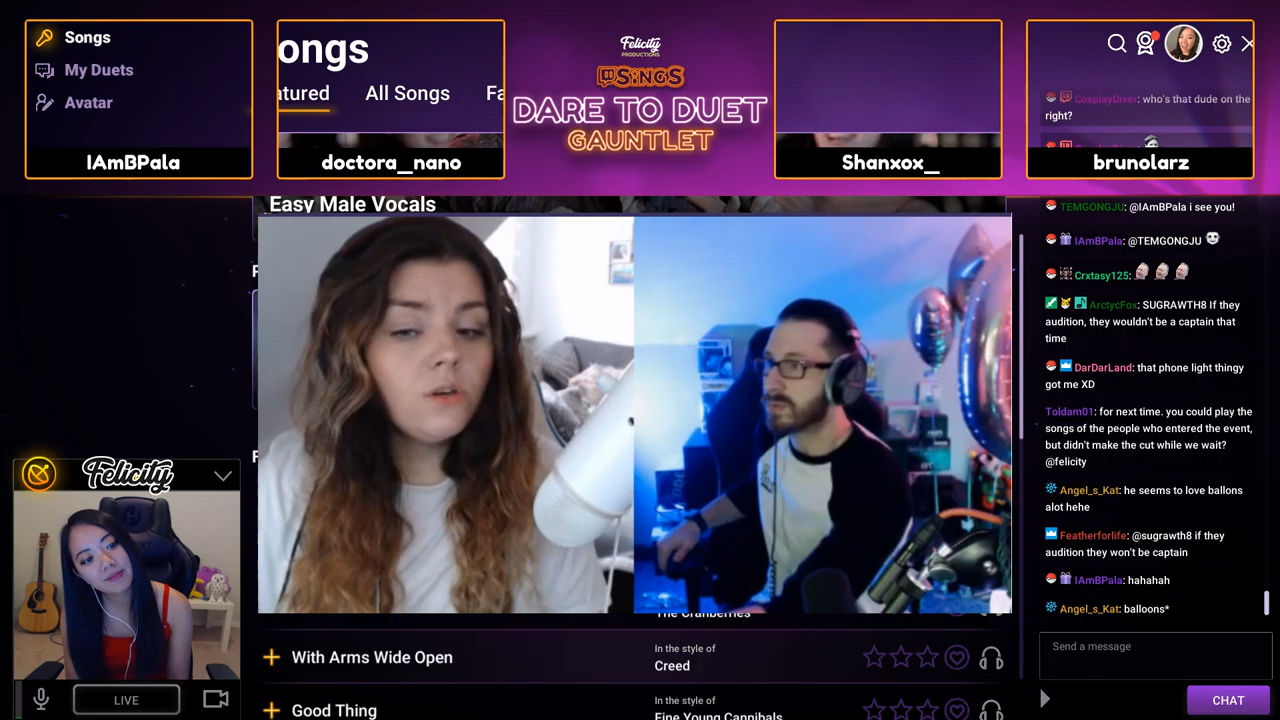 Songs
My Duets
Avatar
IAmBPala
ongs
atured All Songs Fa
doctora_nano
Felicity
PRODUCTIONS
SINGS
DARE TO DUET
GAUNTLET
Shanxox_
CosplayDiver: who's that dude on the
right?
brunolarz
Easy Male Vocals
TEMGONGJU: @IAmBPala i see you!
IAmBPala: @TEMGONGJU
Crxtasy125:
ArctycFox: SUGRAWTH8 If they
audition, they wouldn't be a captain that
time
DarDarLand: that phone light thingy
got me XD
Toldam01: for next time. you could play the
songs of the people who entered the event,
but didn't make the cut while we wait?
@felicity
Angel_s_Kat: he seems to love ballons
alot hehe
Featherforlife: @sugrawth8 if they
audition they won't be captain
IAmBPala: hahahah
Angel_s_Kat: balloons*
Felicity
LIVE
The Cranberries
With Arms Wide Open
In the style of
Creed
Good Thing
In the style of
Fine Young Cannibals
Send a message
CHAT